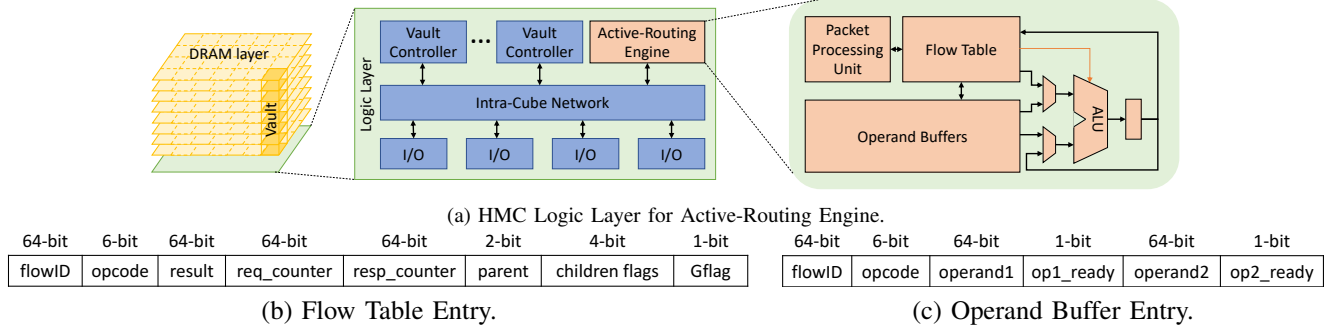 DRAM layer
Vault
Logic Layer
Vault Controller
...
Vault Controller
Active-Routing Engine
Intra-Cube Network
I/O
I/O
I/O
I/O
Packet Processing Unit
Flow Table
Operand Buffers
ALU
(a) HMC Logic Layer for Active-Routing Engine.
64-bit 6-bit 64-bit 64-bit 64-bit 2-bit 4-bit 1-bit
flowID opcode result req_counter resp_counter parent children flags Gflag
(b) Flow Table Entry.
64-bit 6-bit 64-bit 1-bit 64-bit 1-bit
flowID opcode operand1 op1_ready operand2 op2_ready
(c) Operand Buffer Entry.